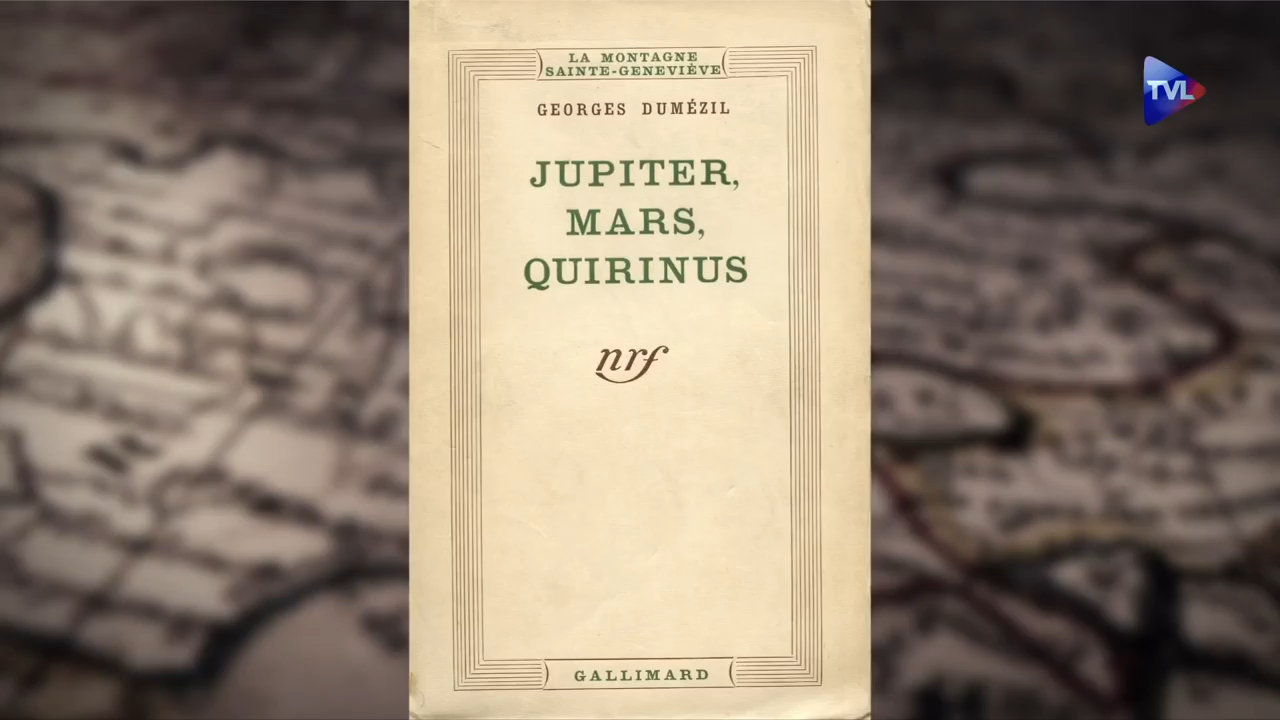 LA MONTAGNE
SAINTE-GENEVIÈVE
GEORGES DUMÉZIL
JUPITER,
MARS,
QUIRINUS
nrf
GALLIMARD
TVL